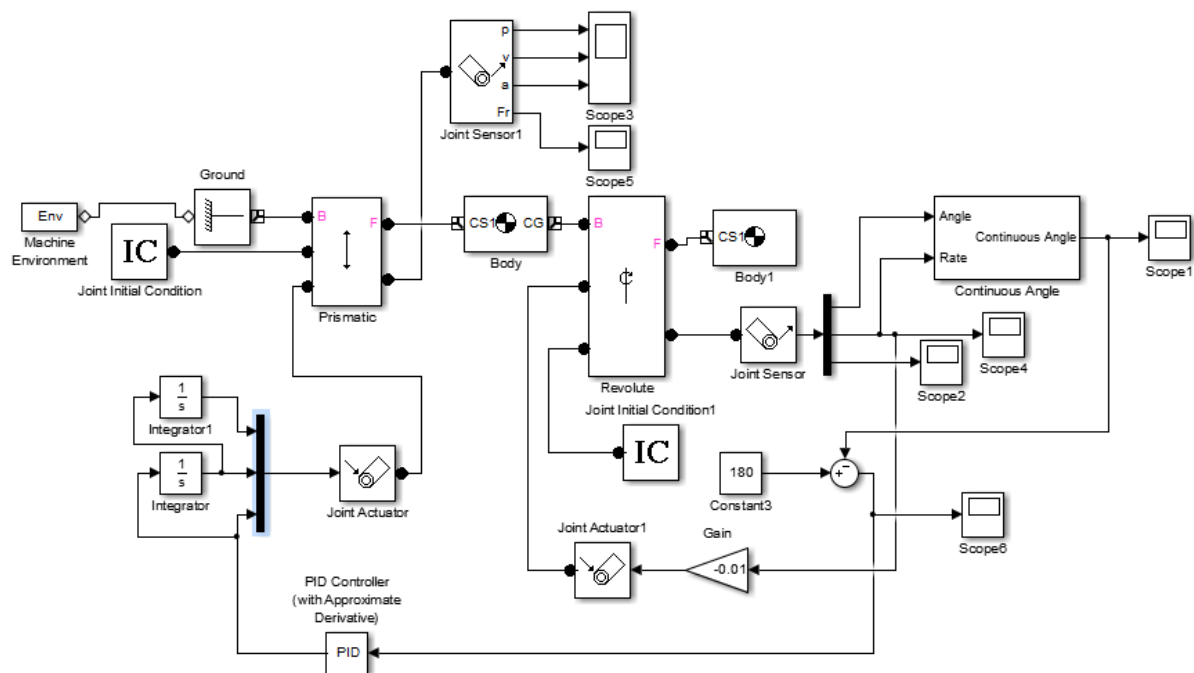 p
v
a
Fr
Joint Sensor1
Scope3
Scope5
Ground
Env
Machine
Environment
IC
Joint Initial Condition
B
F
Prismatic
CS1
CG
Body
B
F
Revolute
CS1
Body1
Angle
Rate
Continuous Angle
Continuous Angle
Scope1
Joint Sensor
Scope4
Scope2
1
s
Integrator1
1
s
Integrator
Joint Actuator
Joint Initial Condition1
IC
180
Constant3
+
−
Scope6
Joint Actuator1
Gain
-0.01
PID Controller
(with Approximate
Derivative)
PID